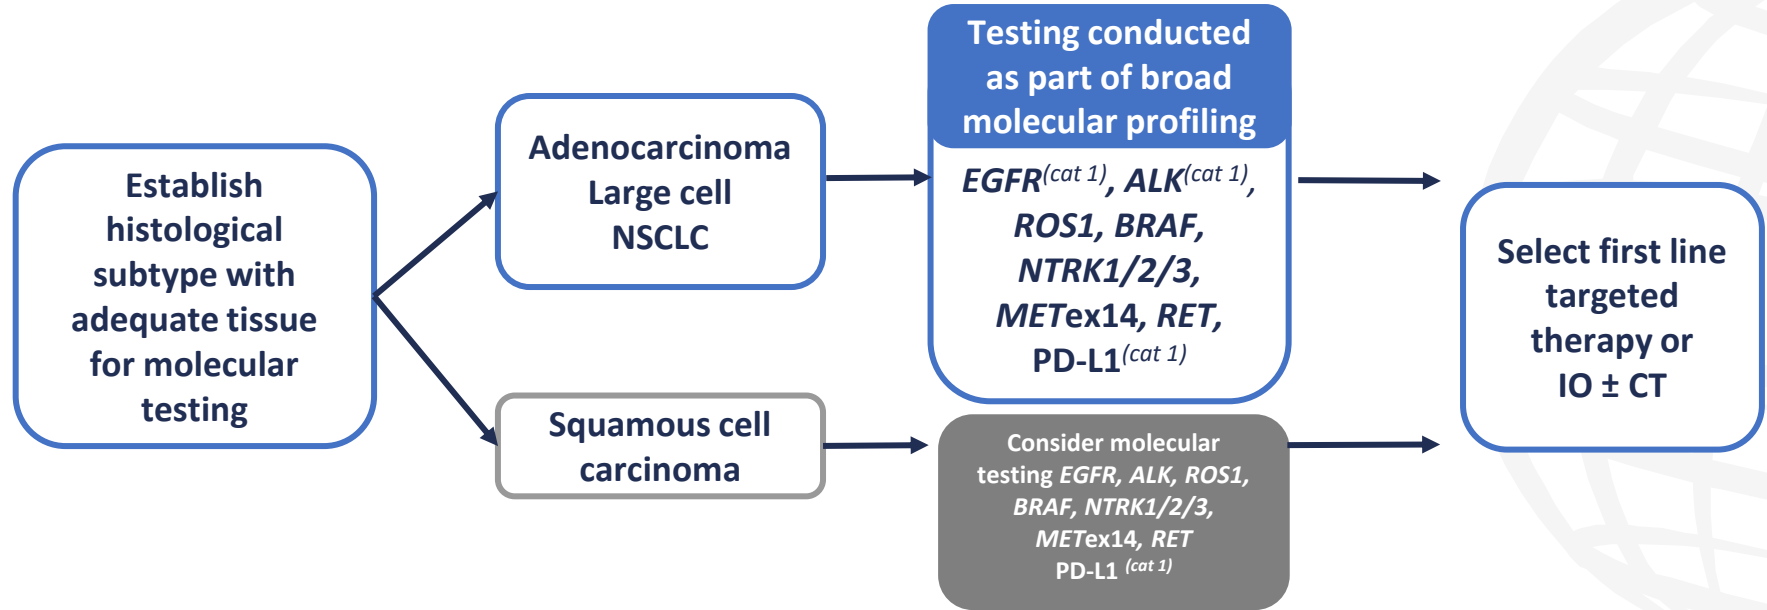 Establish
histological
subtype with
adequate tissue
for molecular
testing
Adenocarcinoma
Large cell
NSCLC
Squamous cell
carcinoma
Testing conducted
as part of broad
molecular profiling
EGFR(cat 1), ALK(cat 1),
ROS1, BRAF,
NTRK1/2/3,
METex14, RET,
PD-L1(cat 1)
Consider molecular
testing EGFR, ALK, ROS1,
BRAF, NTRK1/2/3,
METex14, RET
PD-L1 (cat 1)
Select first line
targeted
therapy or
IO ± CT